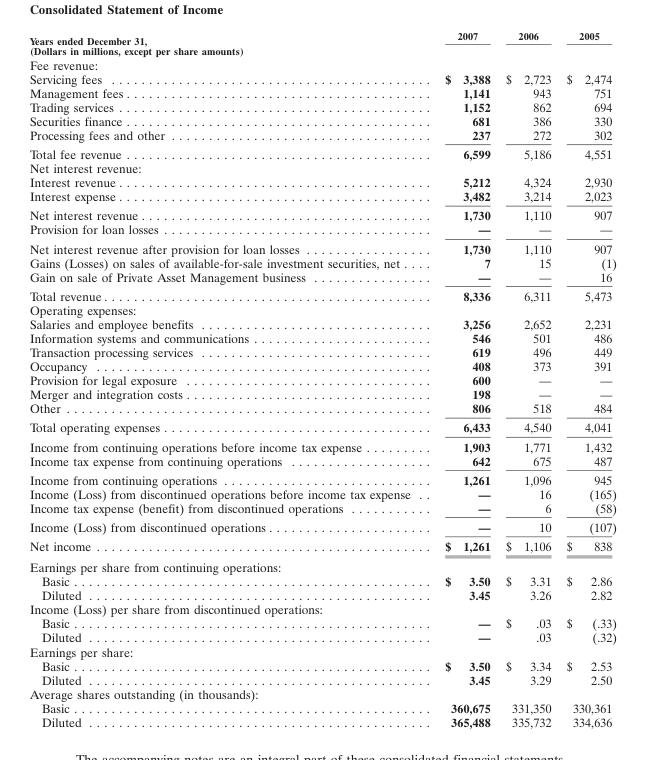 Consolidated Statement of Income
Years ended December 31, 2007 2006 2005
(Dollars in millions, except per share amounts)
Fee revenue:
Servicing fees $ 3,388 $ 2,723 $ 2,474
Management fees 1,141 943 751
Trading services 1,152 862 694
Securities finance 681 386 330
Processing fees and other 237 272 302
Total fee revenue 6,599 5,186 4,551
Net interest revenue:
Interest revenue 5,212 4,324 2,930
Interest expense 3,482 3,214 2,023
Net interest revenue 1,730 1,110 907
Provision for loan losses — — —
Net interest revenue after provision for loan losses 1,730 1,110 907
Gains (Losses) on sales of available-for-sale investment securities, net 7 15 (1)
Gain on sale of Private Asset Management business — — 16
Total revenue 8,336 6,311 5,473
Operating expenses:
Salaries and employee benefits 3,256 2,652 2,231
Information systems and communications 546 501 486
Transaction processing services 619 496 449
Occupancy 408 373 391
Provision for legal exposure 600 — —
Merger and integration costs 198 — —
Other 806 518 484
Total operating expenses 6,433 4,540 4,041
Income from continuing operations before income tax expense 1,903 1,771 1,432
Income tax expense from continuing operations 642 675 487
Income from continuing operations 1,261 1,096 945
Income (Loss) from discontinued operations before income tax expense — 16 (165)
Income tax expense (benefit) from discontinued operations — 6 (58)
Income (Loss) from discontinued operations — 10 (107)
Net income $ 1,261 $ 1,106 $ 838
Earnings per share from continuing operations:
Basic $ 3.50 $ 3.31 $ 2.86
Diluted 3.45 3.26 2.82
Income (Loss) per share from discontinued operations:
Basic — $ .03 $ (.33)
Diluted — .03 (.32)
Earnings per share:
Basic $ 3.50 $ 3.34 $ 2.53
Diluted 3.45 3.29 2.50
Average shares outstanding (in thousands):
Basic 360,675 331,350 330,361
Diluted 365,488 335,732 334,636
The accompanying notes are an integral part of these consolidated financial statements